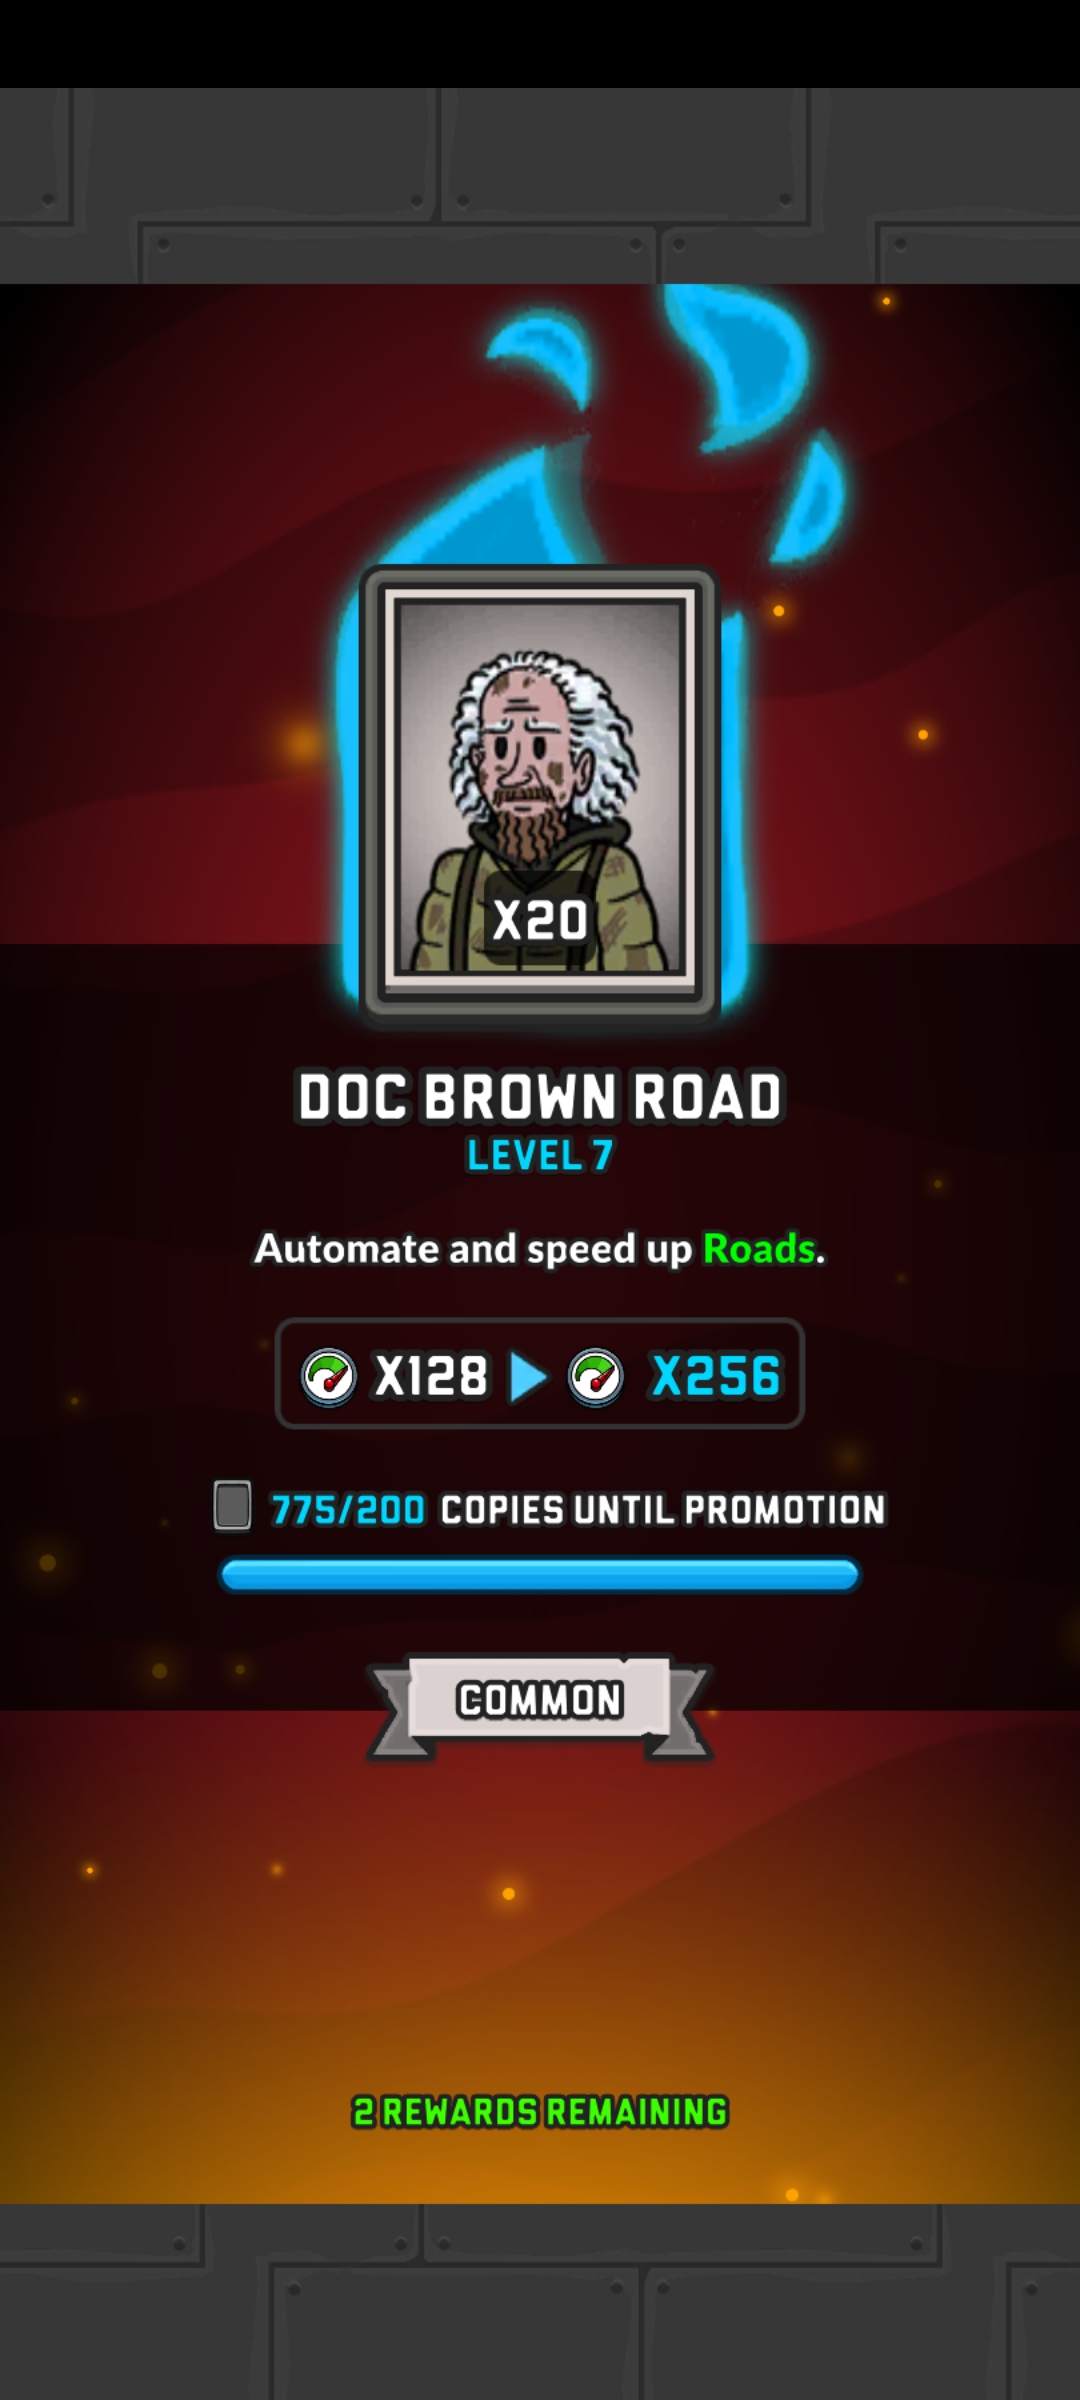 X20
DOC BROWN ROAD
LEVEL 7
Automate and speed up Roads.
X128 X256
775/200 COPIES UNTIL PROMOTION
COMMON
2 REWARDS REMAINING